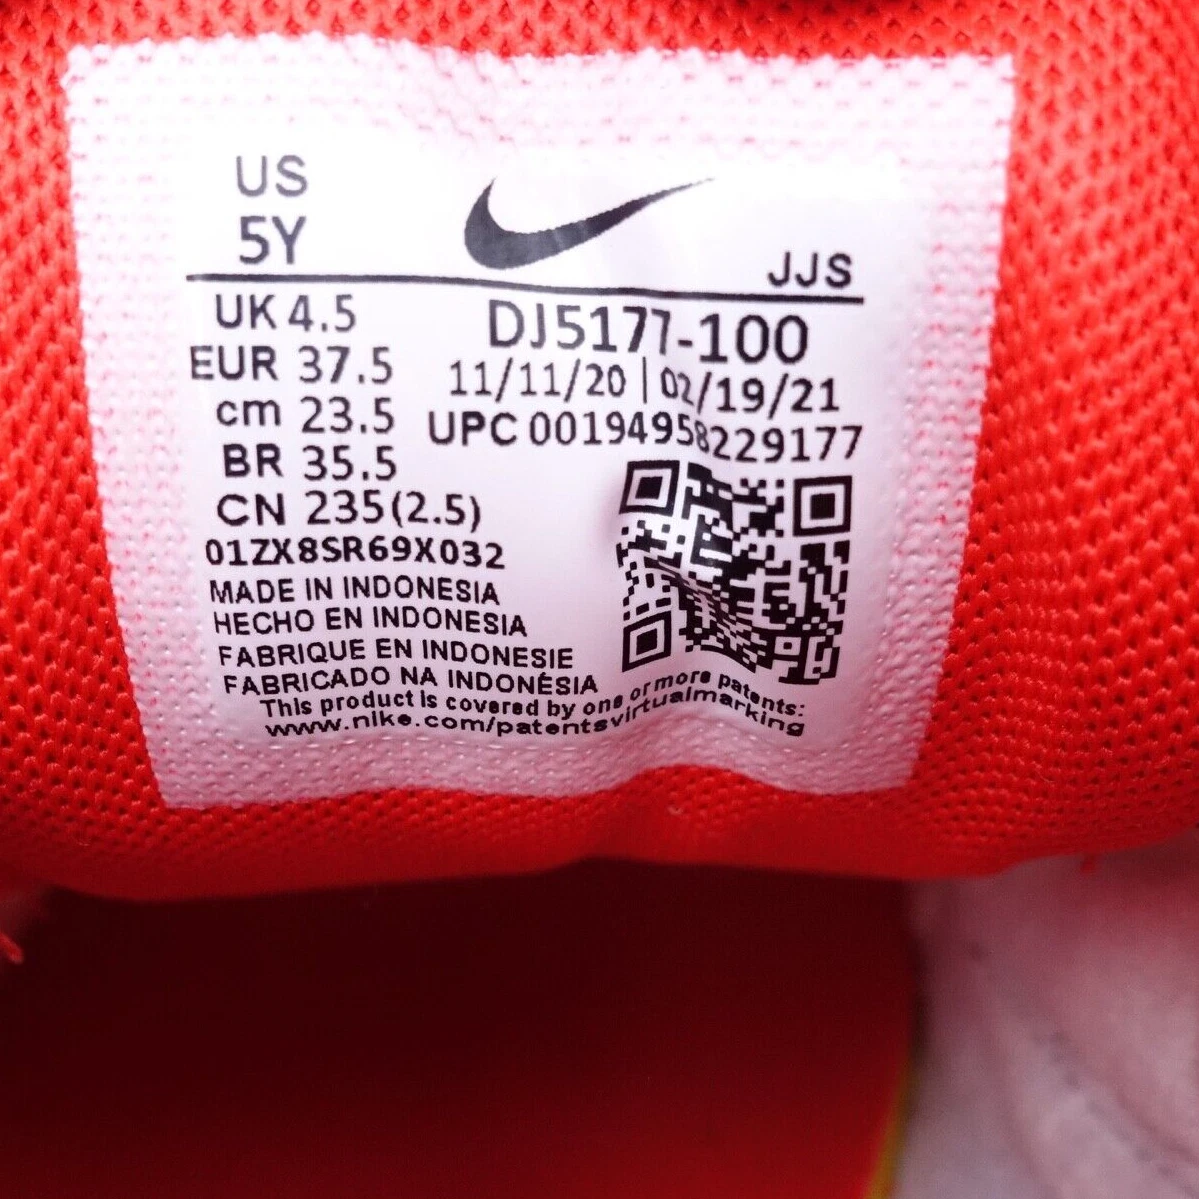 US
5Y
JJS
UK 4.5
EUR 37.5
cm 23.5
BR 35.5
CN 235(2.5)
DJ5177-100
11/11/20 | 02/19/21
UPC 00194958229177
01ZX8SR69X032
MADE IN INDONESIA
HECHO EN INDONESIA
FABRIQUE EN INDONESIE
FABRICADO NA INDONÉSIA
This product is covered by one or more patents:
www.nike.com/patentsvirtualmarking